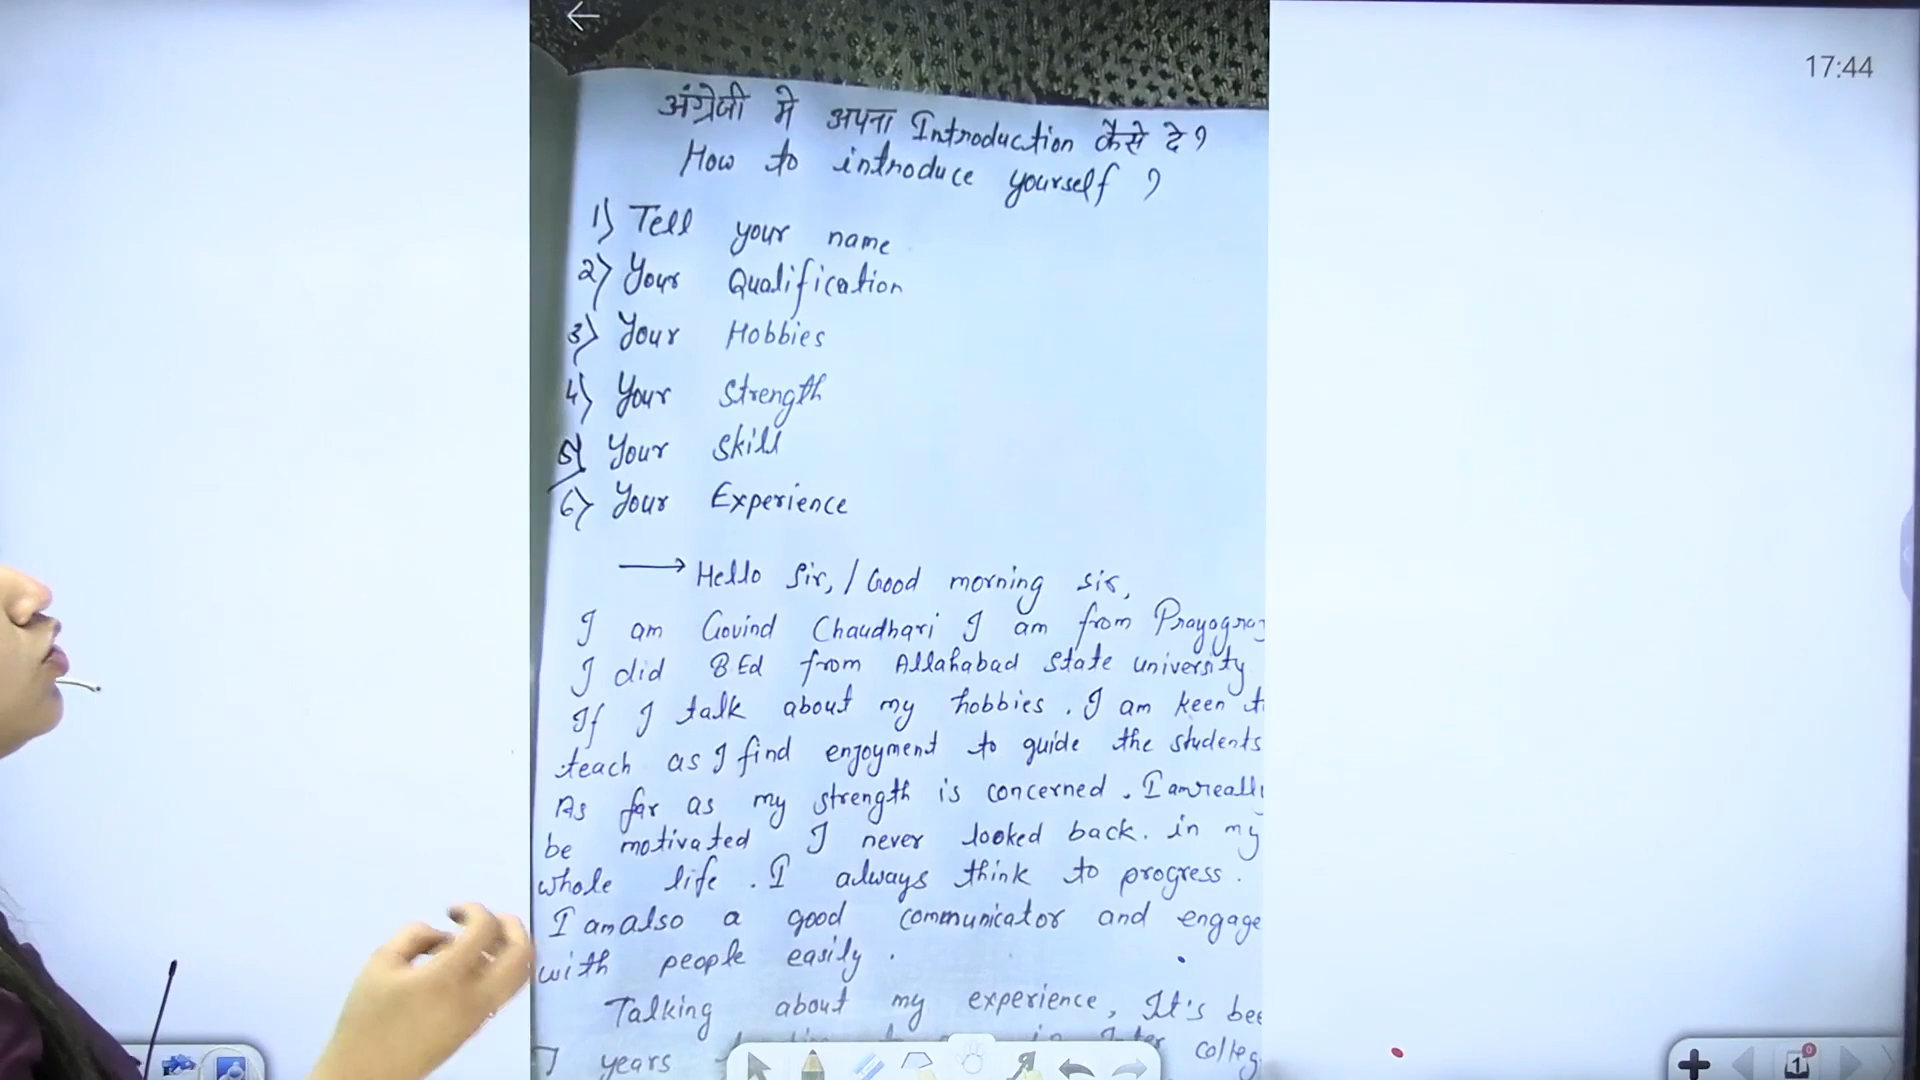 17:44
अंग्रेजी मे अपना Introduction कैसे दे?
How to introduce yourself ?
1) Tell your name
2) Your Qualification
3) Your Hobbies
4) Your Strength
5) Your Skill
6) Your Experience
→ Hello Sir, / Good morning sir,
I am Govind Chaudhari I am from Prayagraj
I did BEd from Allahabad state university
If I talk about my hobbies . I am keen t
teach as I find enjoyment to guide the students
As far as my strength is concerned . I am really
be motivated I never looked back. in my
whole life . I always think to progress .
I am also a good communicator and engage
with people easily .
Talking about my experience, It's bee
years colleg
1
0